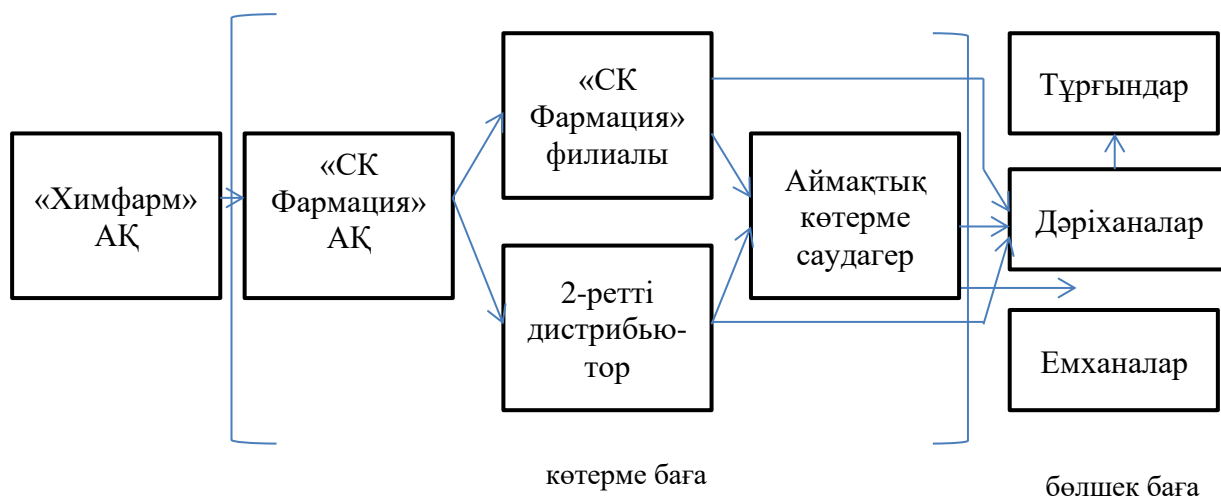 «Химфарм»
АҚ
«СК
Фармация»
АҚ
«СК
Фармация»
филиалы
2-ретті
дистрибью-
тор
Аймақтық
көтерме
саудагер
Тұрғындар
Дәріханалар
Емханалар
көтерме баға
бөлшек баға